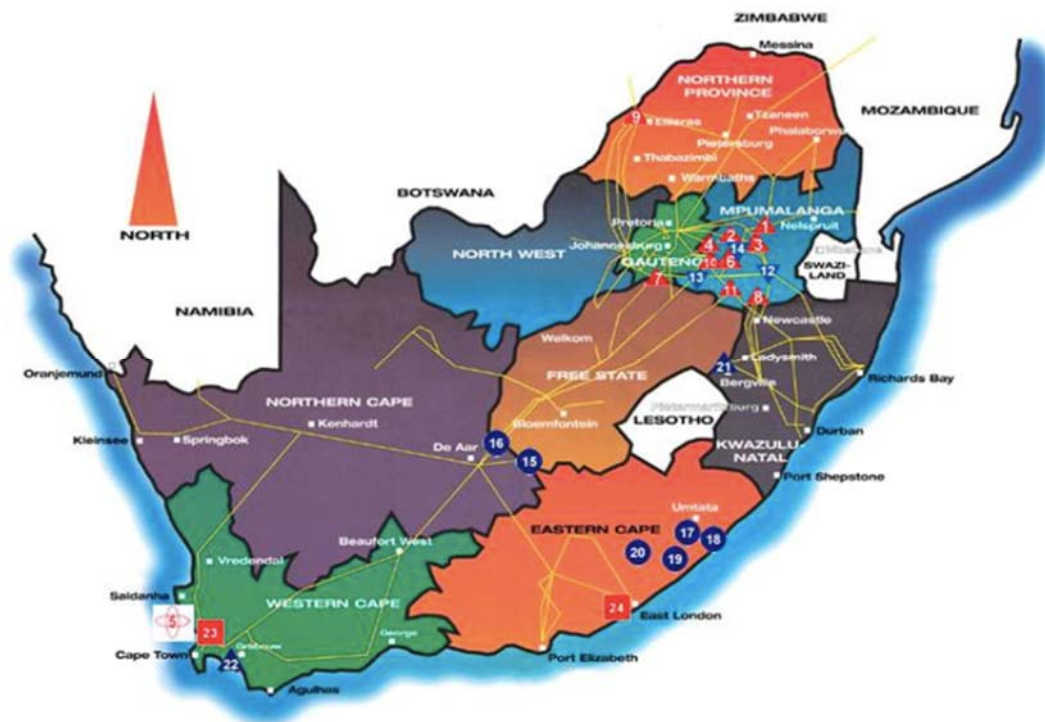 ZIMBABWE
Messina
NORTHERN
PROVINCE
MOZAMBIQUE
9
Ellisras
Tzaneen
Phalaborwa
Pietersburg
Thabazimbi
Warmbaths
BOTSWANA
MPUMALANGA
Pretoria
Nelspruit
1
2
NORTH
NORTH WEST
Johannesburg
4
14
3
GAUTENG
10
6
SWAZI-
LAND
12
13
7
11
8
NAMIBIA
Newcastle
Welkom
Ladysmith
21
Oranjemund
FREE STATE
Bergville
Richards Bay
NORTHERN CAPE
Pietermaritzburg
Bloemfontein
LESOTHO
Kenhardt
Durban
Kleinsee
Springbok
De Aar
16
KWAZULU-
NATAL
15
Port Shepstone
Umtata
EASTERN CAPE
17
18
Beaufort West
20
19
Vredendal
Saldanha
WESTERN CAPE
24
East London
5
23
George
Grabouw
Cape Town
22
Port Elizabeth
Agulhas